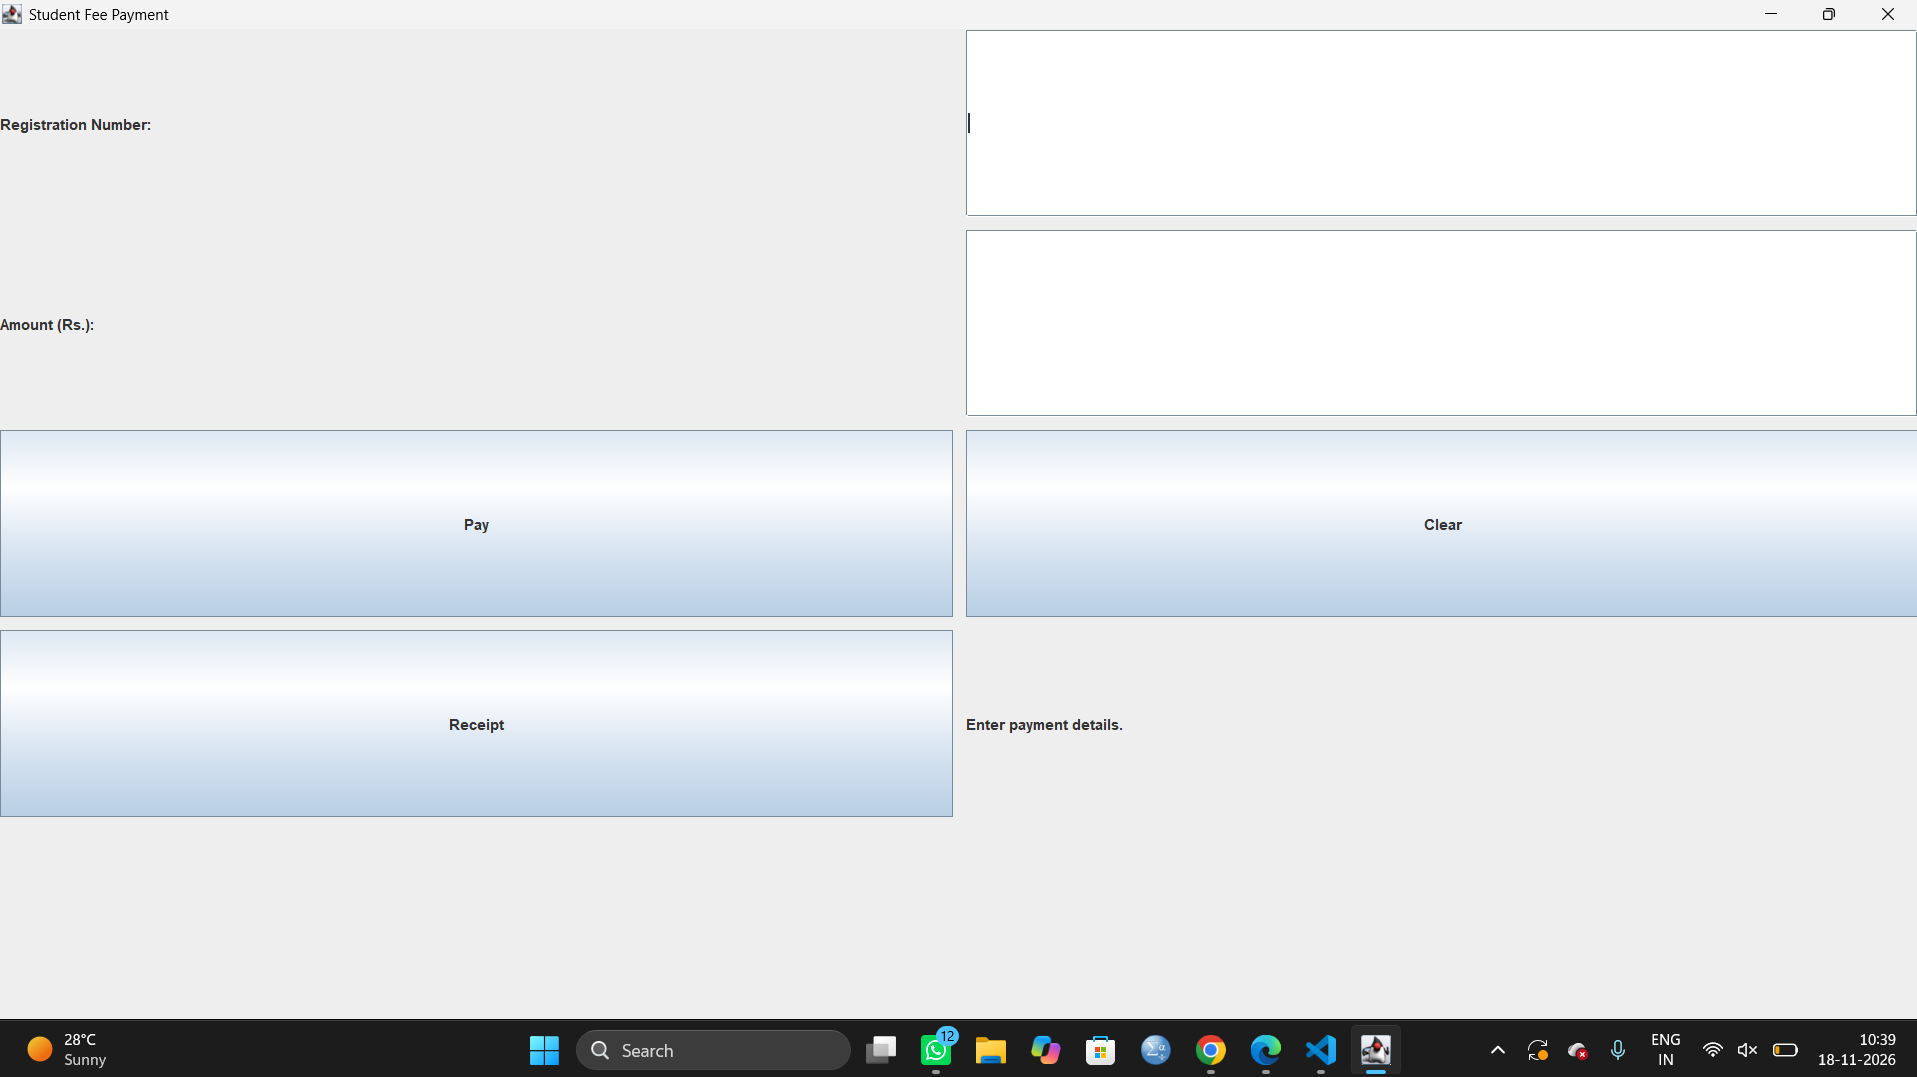 Student Fee Payment
Registration Number:
Amount (Rs.):
Pay
Clear
Receipt
Enter payment details.
28°C
Sunny
Search
12
ENG
IN
10:39
18-11-2026